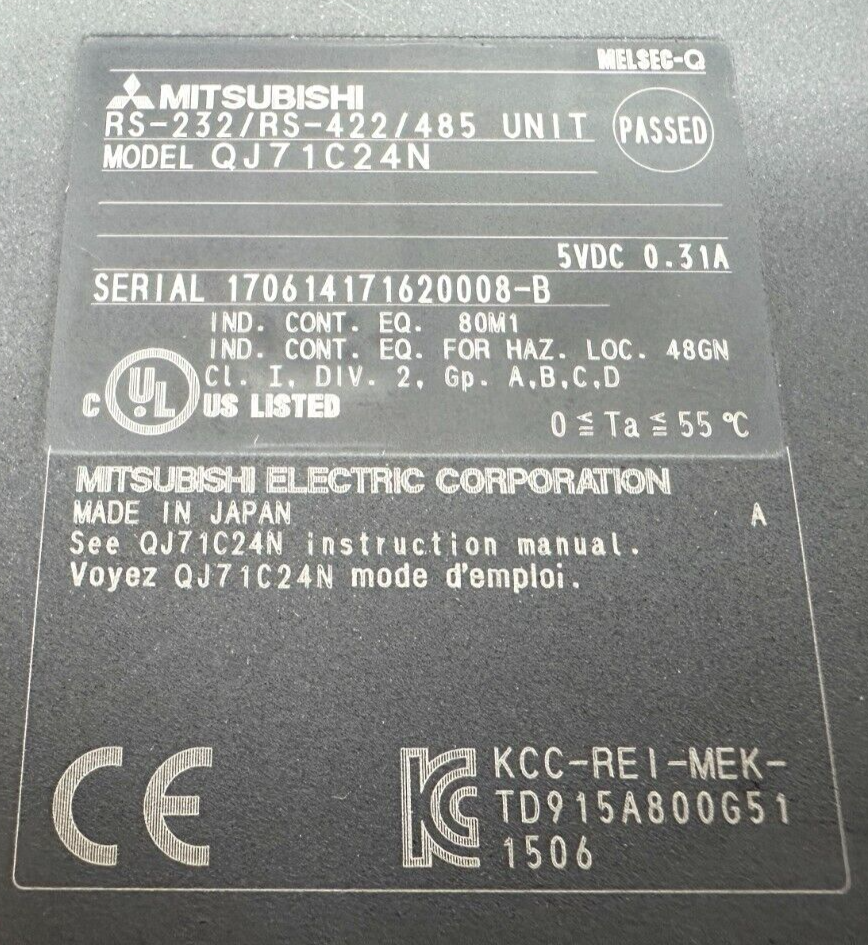 MELSEC-Q
MITSUBISHI
RS-232/RS-422/485 UNIT
PASSED
MODEL QJ71C24N
5VDC 0.31A
SERIAL 170614171620008-B
IND. CONT. EQ. 80M1
IND. CONT. EQ. FOR HAZ. LOC. 48GN
Cl. I, DIV. 2, Gp. A,B,C,D
C UL US LISTED
0≦Ta≦55℃
MITSUBISHI ELECTRIC CORPORATION
MADE IN JAPAN A
See QJ71C24N instruction manual.
Voyez QJ71C24N mode d'emploi.
CE
KC
KCC-REI-MEK-
TD915A800G51
1506